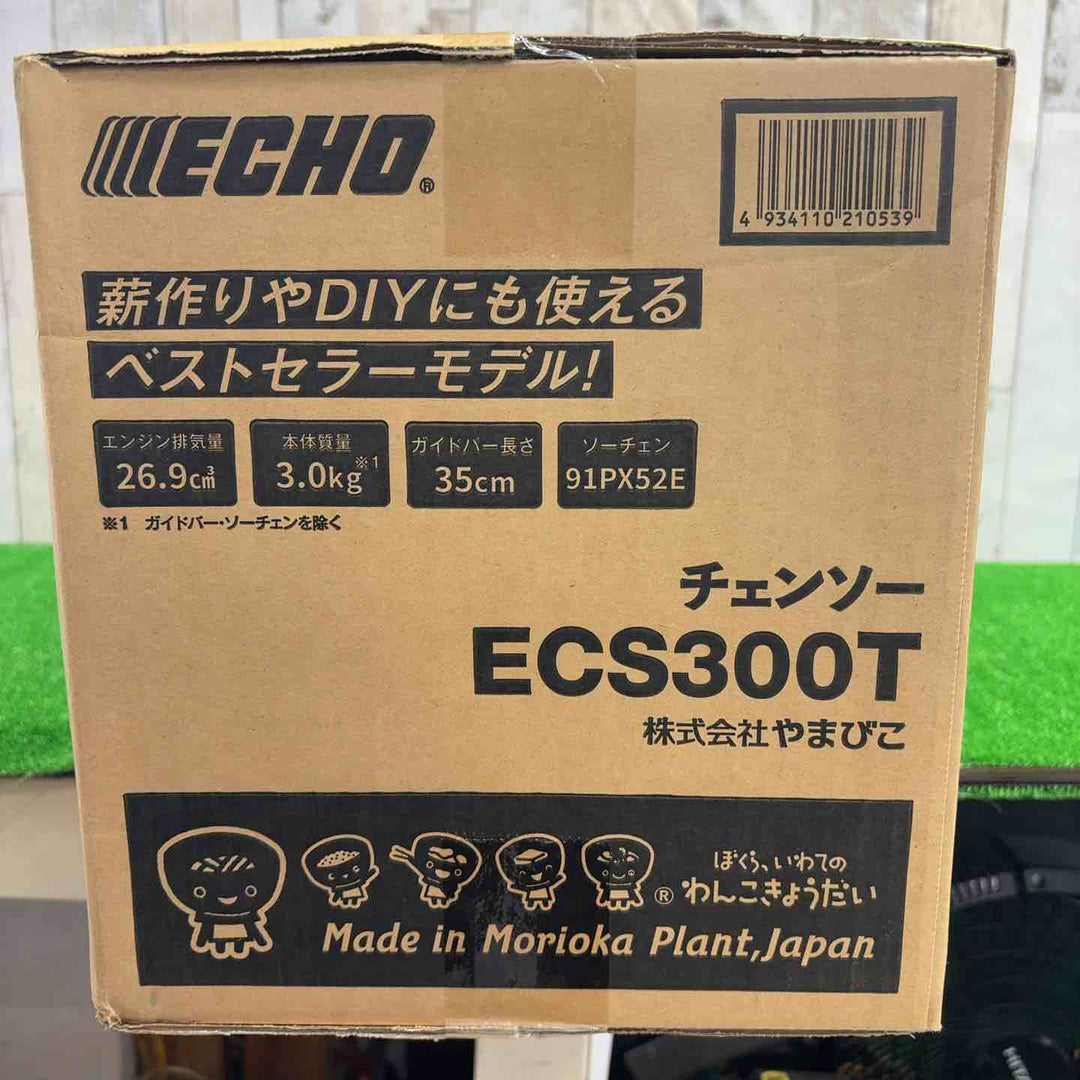 ECHO®
4 934110 210539
薪作りやDIYにも使える
ベストセラーモデル!
エンジン排気量
26.9c㎥
本体質量
3.0kg※1
ガイドバー長さ
35cm
ソーチェン
91PX52E
※1 ガイドバー・ソーチェンを除く
チェンソー
ECS300T
株式会社やまびこ
ぼくら、いわての
®わんこきょうだい
Made in Morioka Plant,Japan